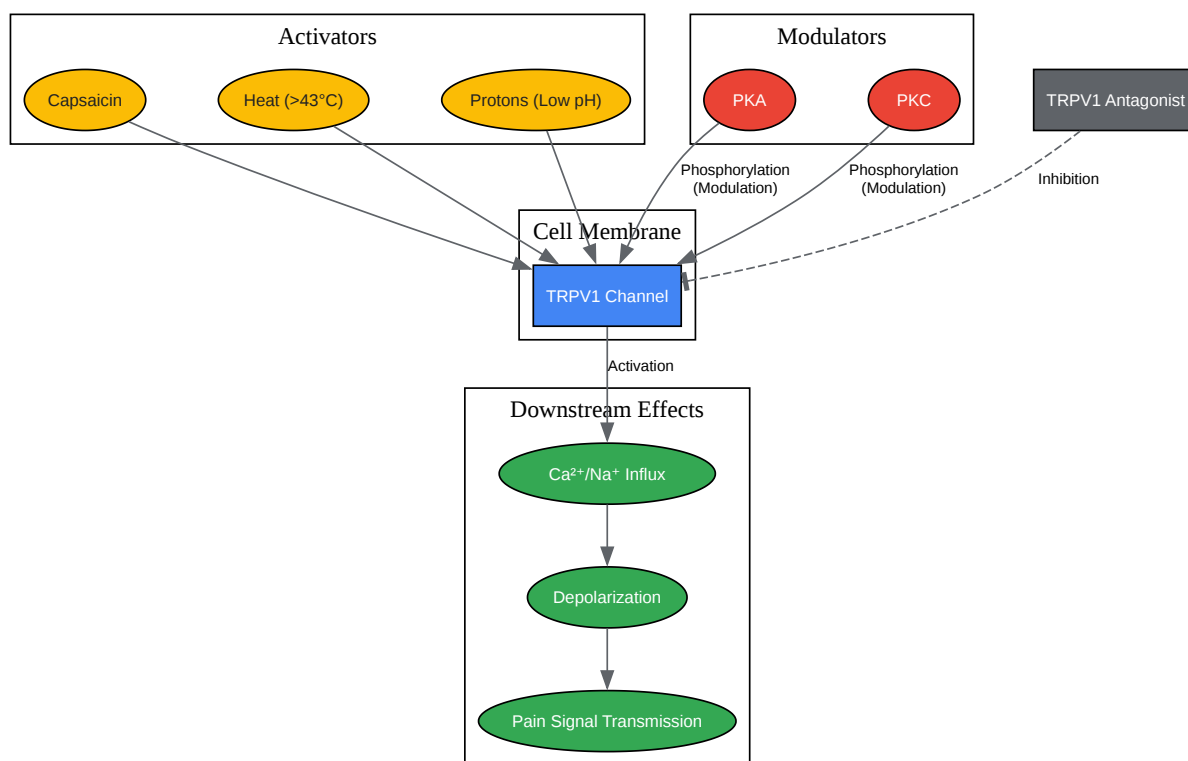 Activators
Modulators
Capsaicin
Heat (>43°C)
Protons (Low pH)
PKA
PKC
TRPV1 Antagonist
Phosphorylation
(Modulation)
Phosphorylation
(Modulation)
Inhibition
Cell Membrane
TRPV1 Channel
Activation
Downstream Effects
Ca²⁺/Na⁺ Influx
Depolarization
Pain Signal Transmission